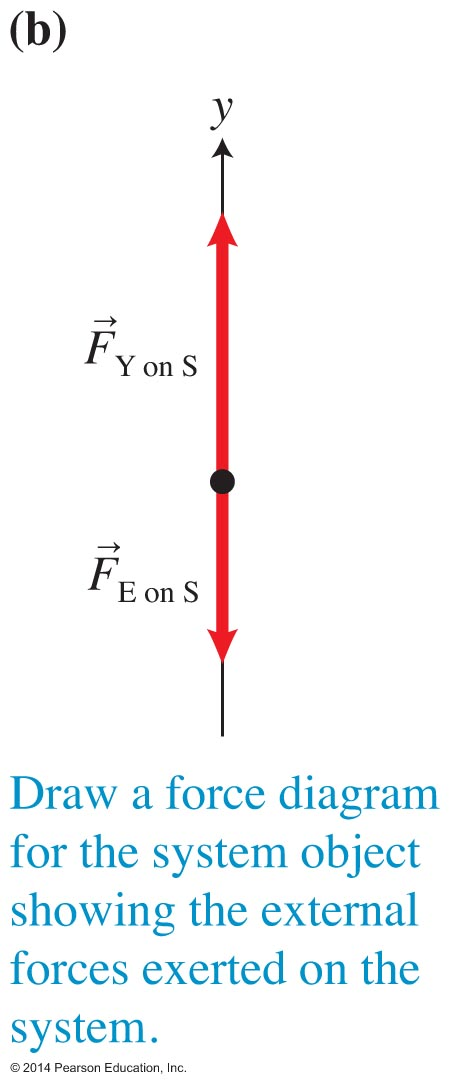 (b)
y
F⃗ Y on S
F⃗ E on S
Draw a force diagram
for the system object
showing the external
forces exerted on the
system.
© 2014 Pearson Education, Inc.